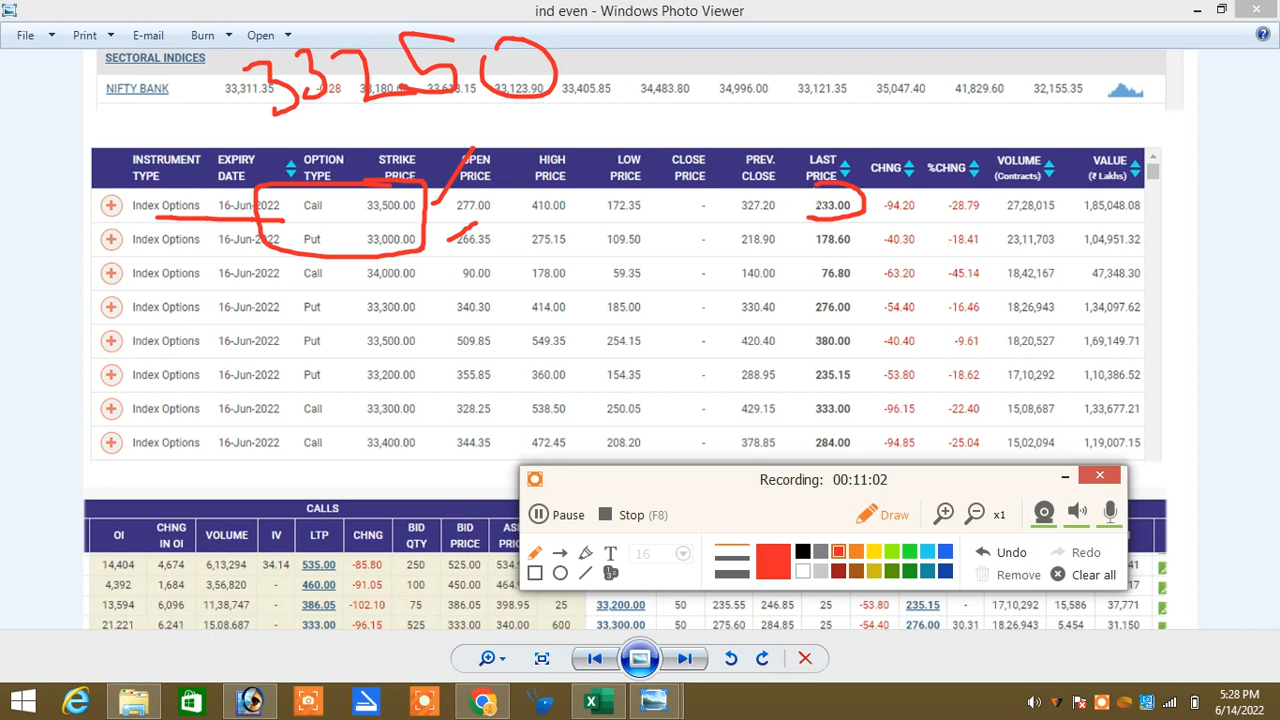 ind even - Windows Photo Viewer
File Print E-mail Burn Open
33250
SECTORAL INDICES
NIFTY BANK 33,311.35 -0.28 33,180.00 33,123.90 33,405.85 34,483.80 34,996.00 33,121.35 35,047.40 41,829.60 32,155.35
INSTRUMENT TYPE EXPIRY DATE OPTION TYPE STRIKE PRICE OPEN PRICE HIGH PRICE LOW PRICE CLOSE PRICE PREV. CLOSE LAST PRICE CHNG %CHNG VOLUME (Contracts) VALUE (₹ Lakhs)
Index Options 16-Jun-2022 Call 33,500.00 277.00 410.00 172.35 - 327.20 233.00 -94.20 -28.79 27,28,015 1,85,048.08
Index Options 16-Jun-2022 Put 33,000.00 266.35 275.15 109.50 - 218.90 178.60 -40.30 -18.41 23,11,703 1,04,951.32
Index Options 16-Jun-2022 Call 34,000.00 90.00 178.00 59.35 - 140.00 76.80 -63.20 -45.14 18,42,167 47,348.30
Index Options 16-Jun-2022 Put 33,300.00 340.30 414.00 185.00 - 330.40 276.00 -54.40 -16.46 18,26,943 1,34,097.62
Index Options 16-Jun-2022 Put 33,500.00 509.85 549.35 254.15 - 420.40 380.00 -40.40 -9.61 18,20,527 1,69,149.71
Index Options 16-Jun-2022 Put 33,200.00 355.85 360.00 154.35 - 288.95 235.15 -53.80 -18.62 17,10,292 1,10,386.52
Index Options 16-Jun-2022 Call 33,300.00 328.25 538.50 250.05 - 429.15 333.00 -96.15 -22.40 15,08,687 1,33,677.21
Index Options 16-Jun-2022 Call 33,400.00 344.35 472.45 208.20 - 378.85 284.00 -94.85 -25.04 15,02,094 1,19,007.15
Recording: 00:11:02
Pause Stop (F8) Draw x1
T 16 Undo Redo
Remove Clear all
CALLS
OI CHNG IN OI VOLUME IV LTP CHNG BID QTY BID PRICE
14,404 4,674 6,13,294 34.14 535.00 -85.80 250 525.00
4,392 1,684 460.00 -91.05 100 450.00
13,594 6,096 11,38,747 386.05 -102.10 75 386.05 398.95 25 33,200.00 50 235.55 246.85 25 -53.80 235.15 - 17,10,292 15,586 37,771
21,221 6,241 15,08,687 333.00 -96.15 525 333.00 340.00 600 33,300.00 50 275.60 284.85 25 -54.40 276.00 30.31 18,26,943 5,454 31,150
5:28 PM
6/14/2022